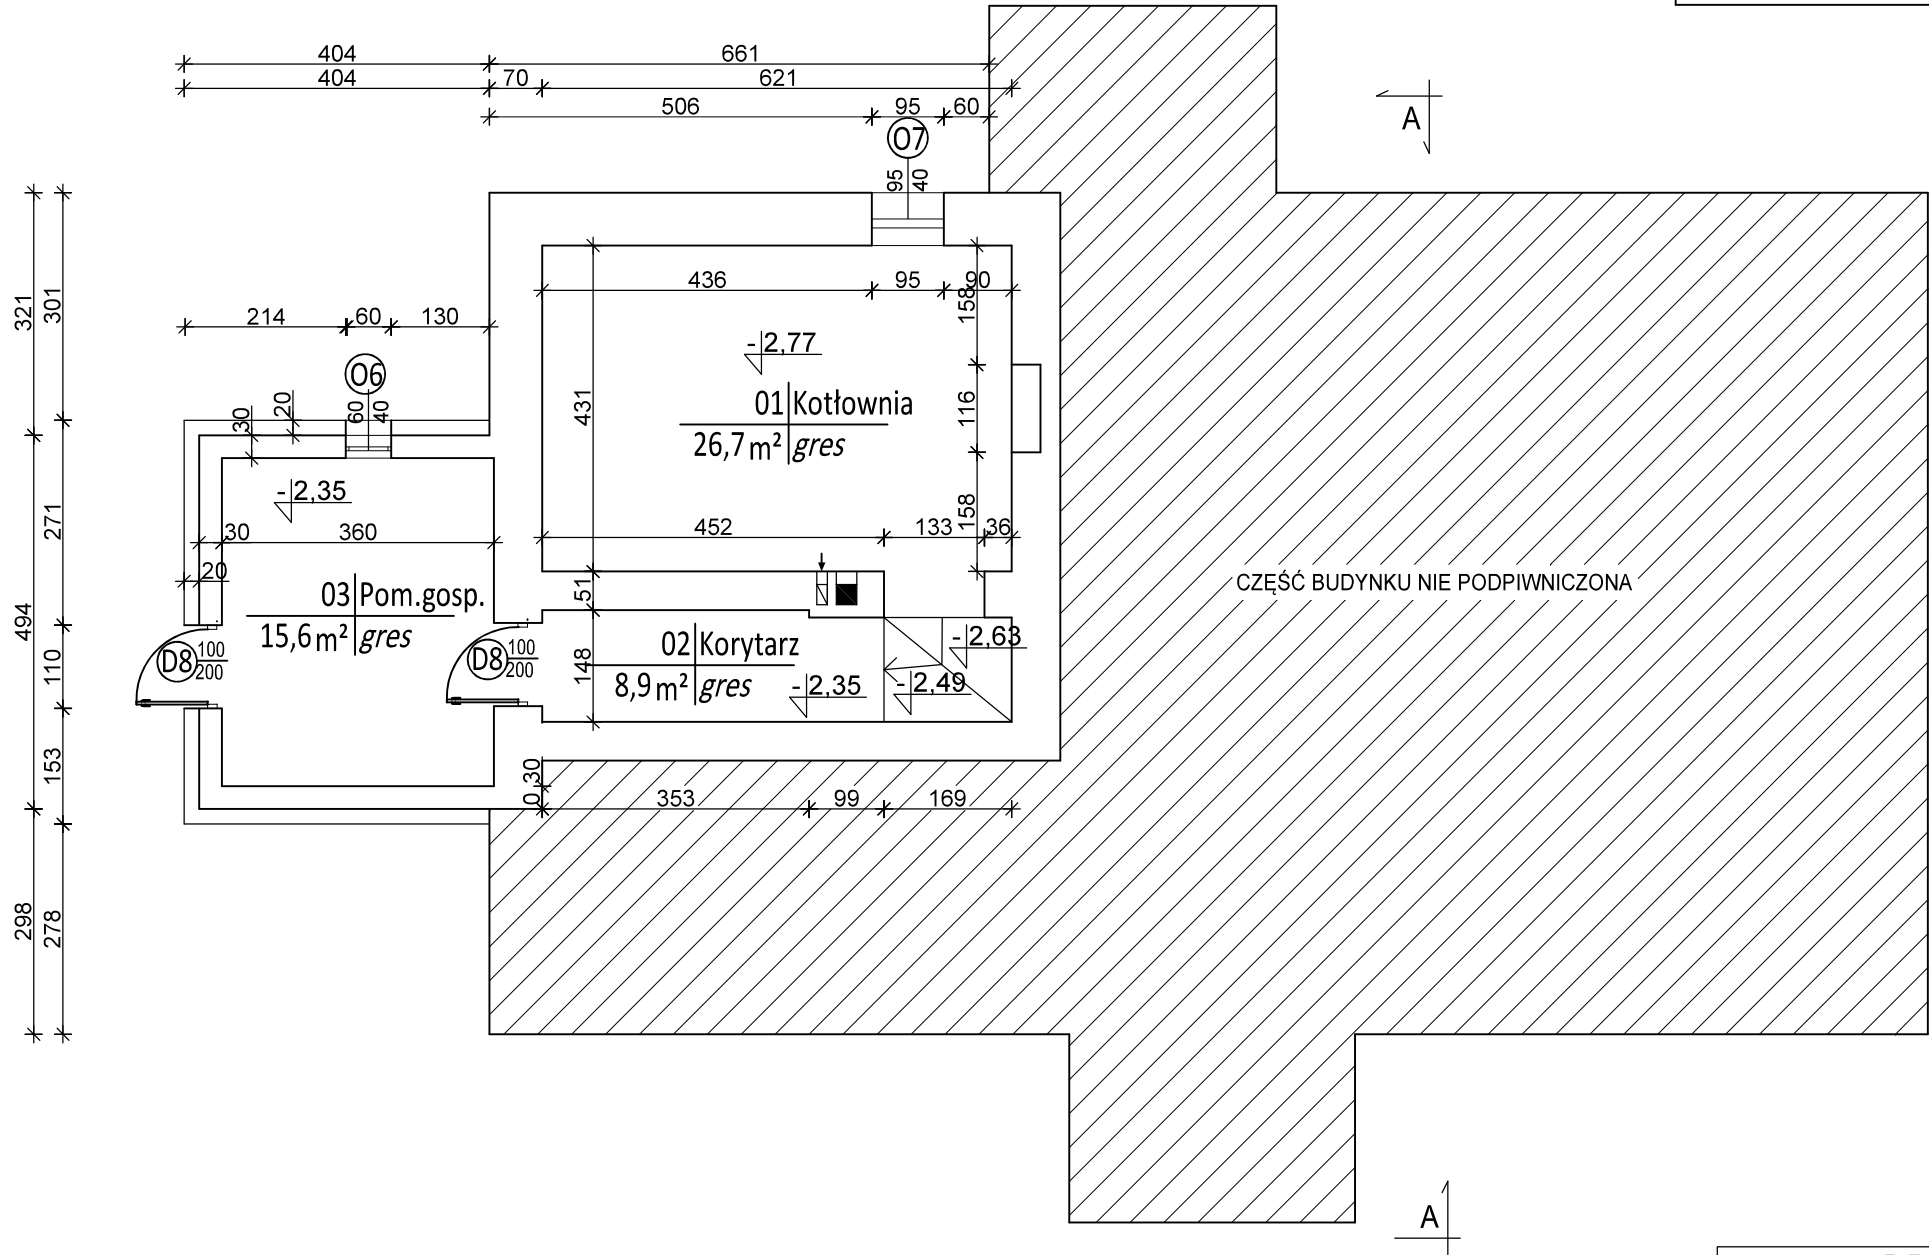 404 661
404 70 621
506 95 60
A
O7
95
40
436 95 90
158
214 60 130
-2,77
O6
60
40
01 Kotłownia
26,7 m² gres
431
116
20
30
321
301
-2,35
30 360
452 133 36
158
271
20
03 Pom.gosp.
15,6 m² gres
51
CZĘŚĆ BUDYNKU NIE PODPIWNICZONA
494
D8 100
200
D8 100
200
02 Korytarz
8,9 m² gres
148
-2,63
-2,49
-2,35
110
153
30
0
353 99 169
298
278
A